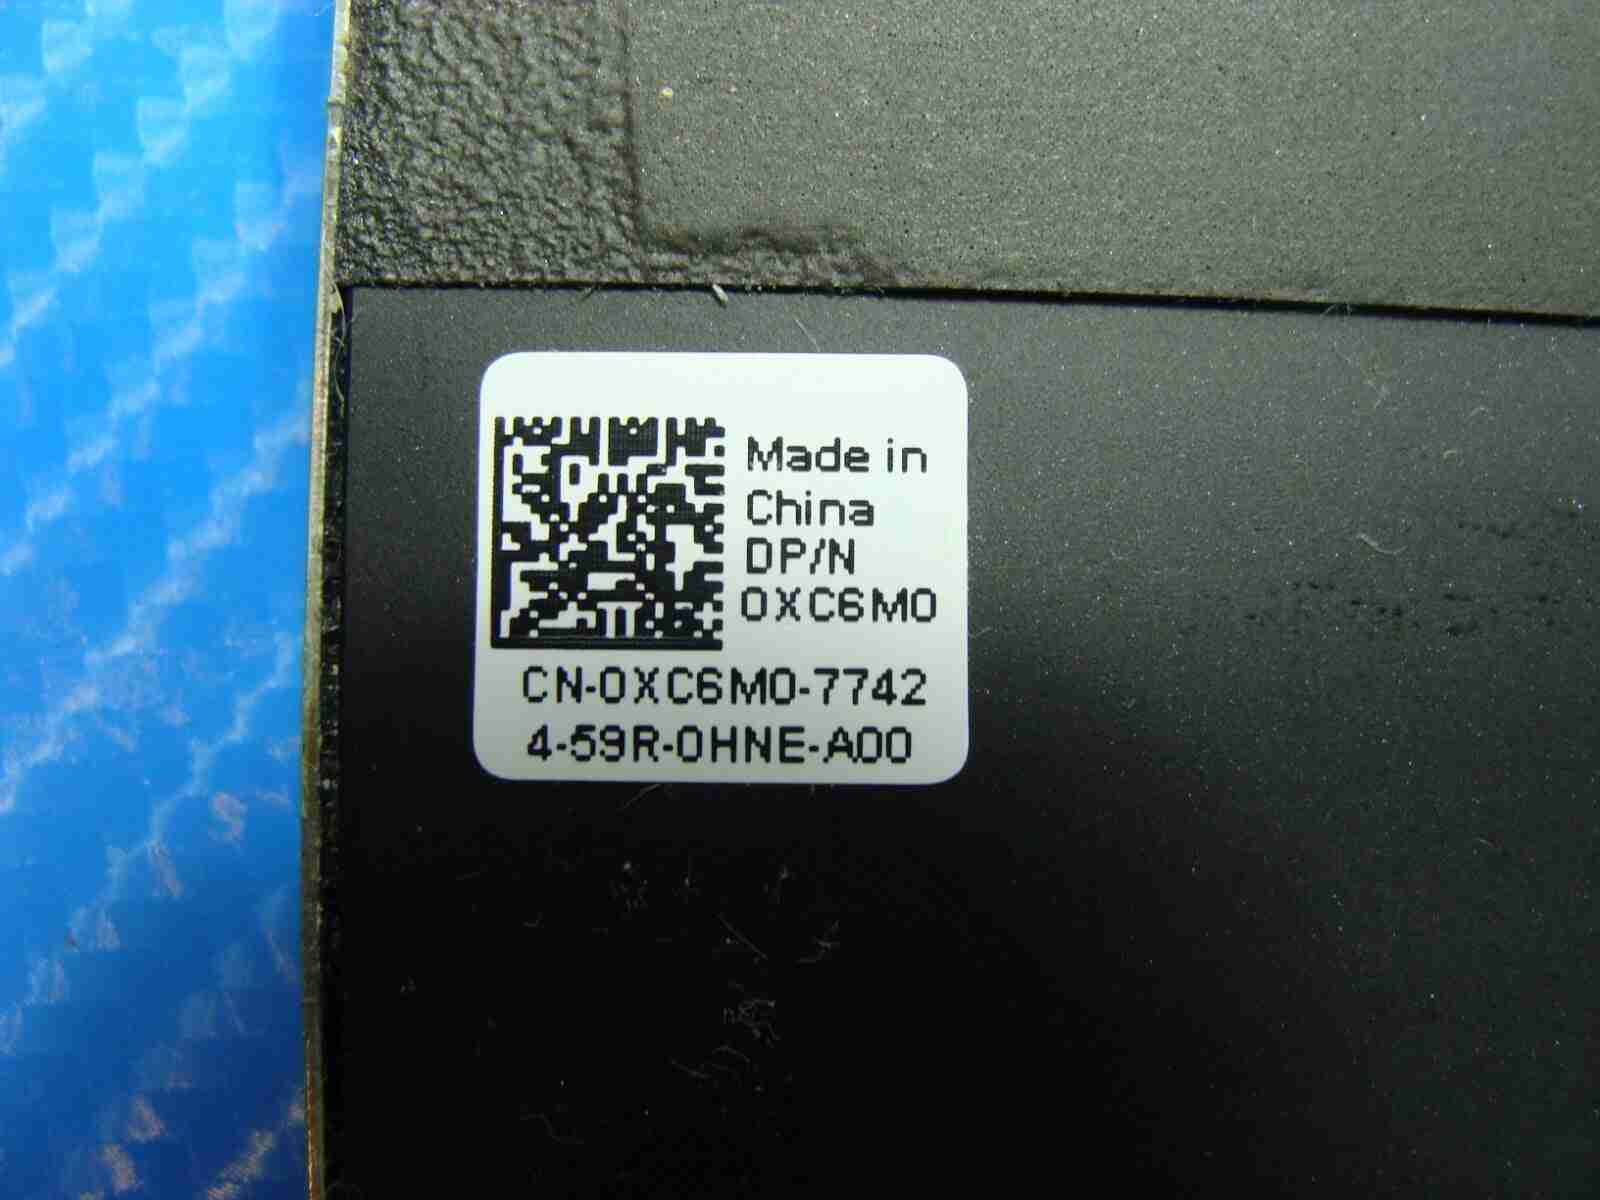 Made in
China
DP/N
0XC6M0
CN-0XC6M0-7742
4-59R-0HNE-A00